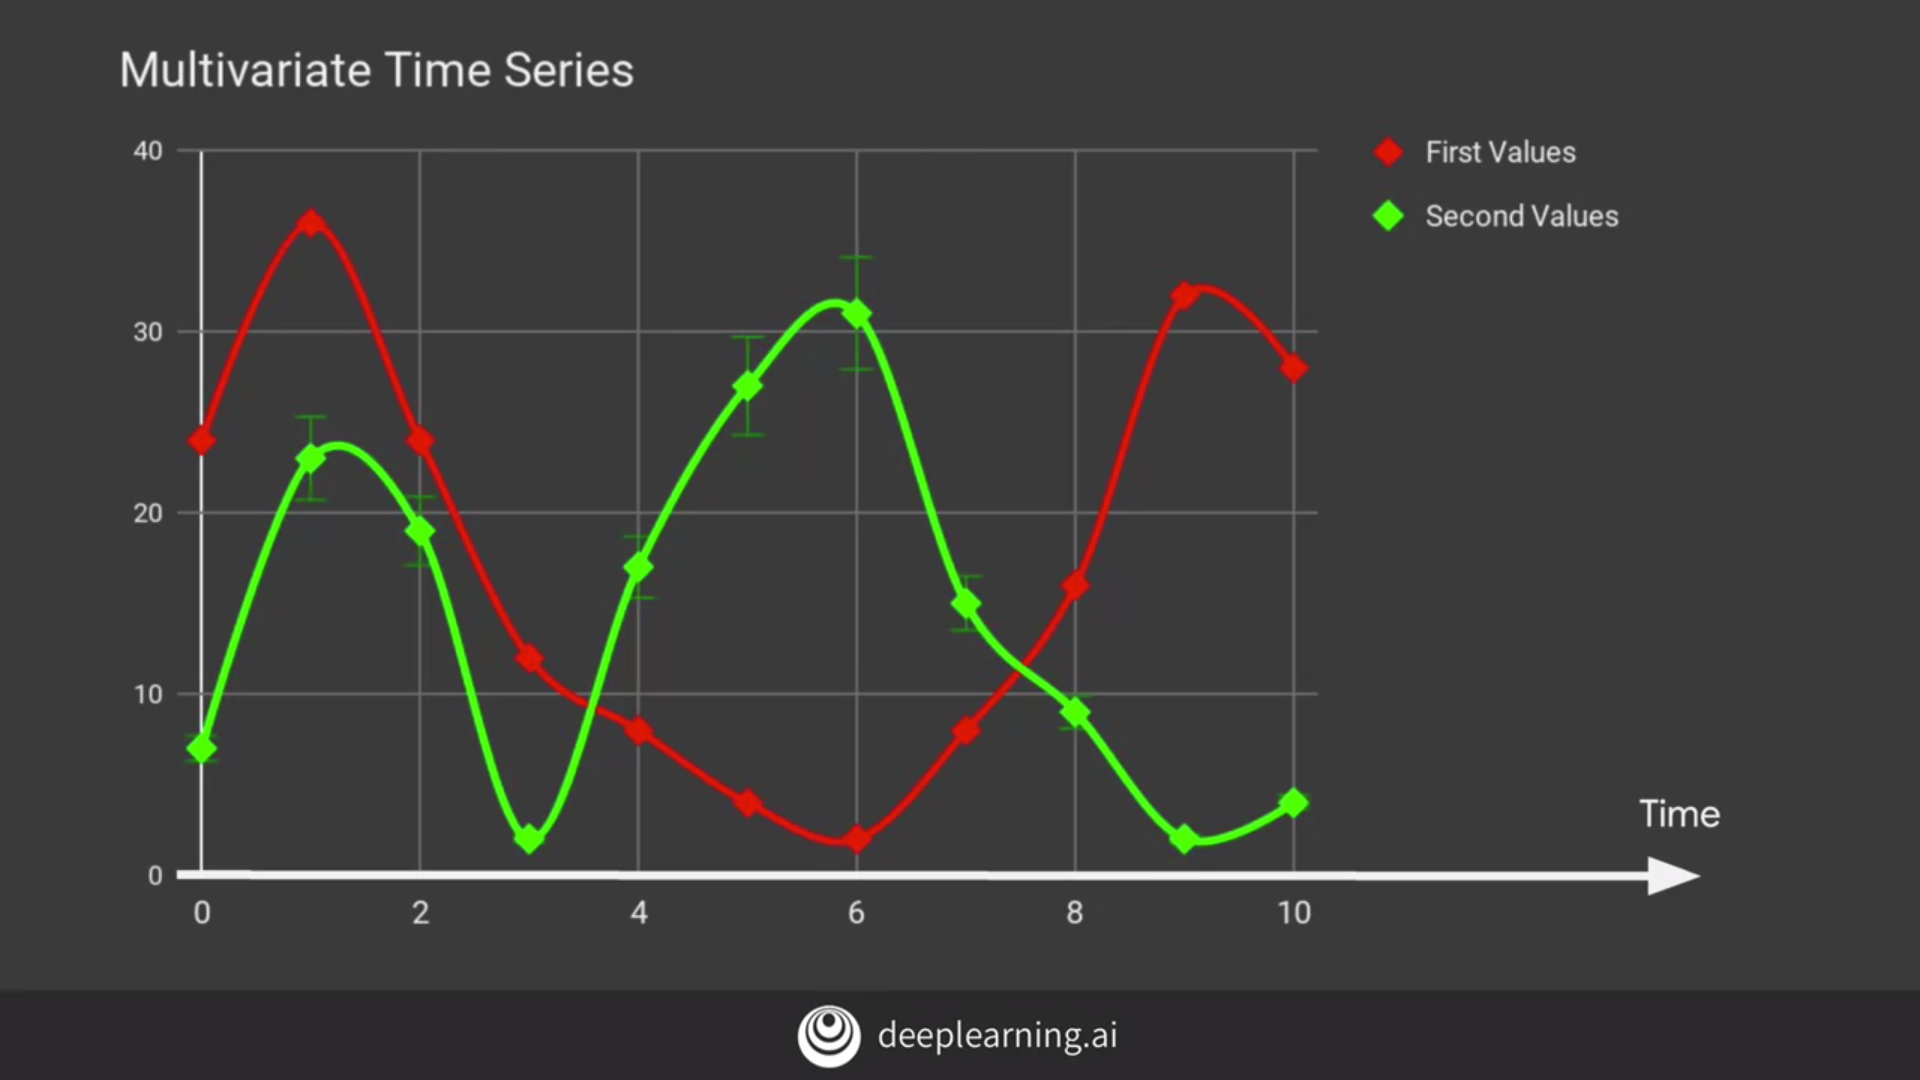 Multivariate Time Series
40
30
20
10
0
0 2 4 6 8 10
First Values
Second Values
Time
deeplearning.ai